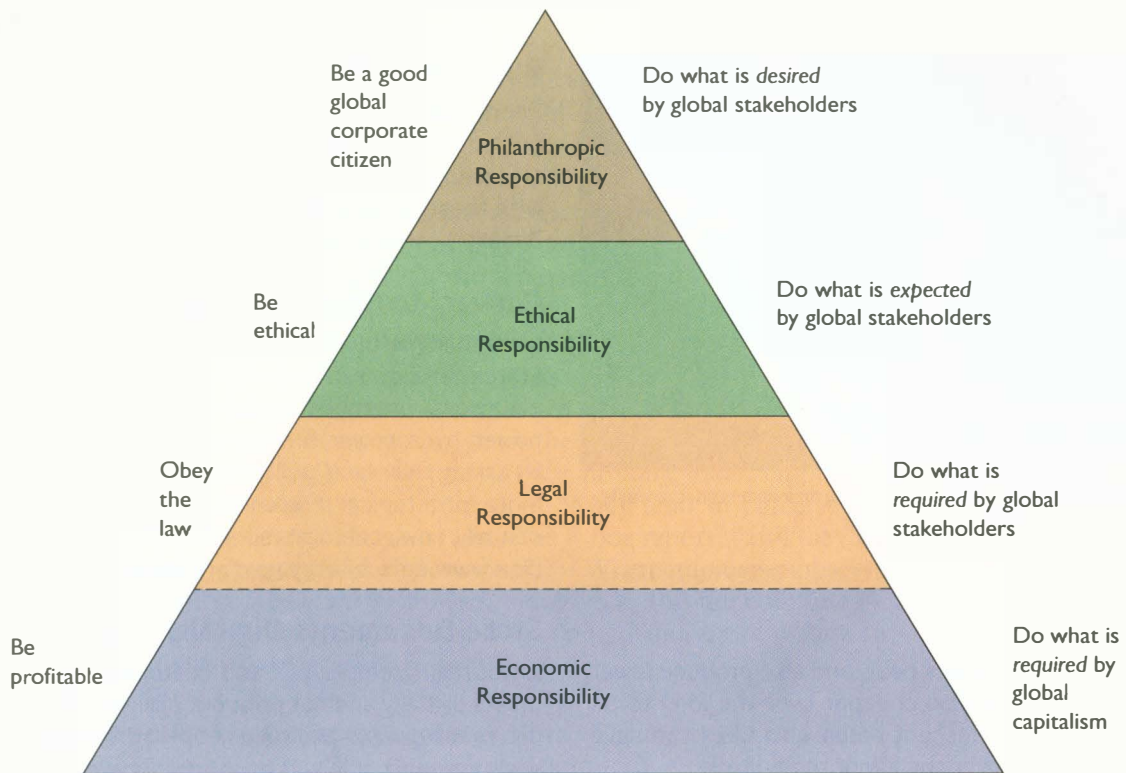 Be a good
global
corporate
citizen
Do what is desired
by global stakeholders
Philanthropic
Responsibility
Be
ethical
Ethical
Responsibility
Do what is expected
by global stakeholders
Obey
the
law
Legal
Responsibility
Do what is
required by global
stakeholders
Be
profitable
Economic
Responsibility
Do what is
required by
global
capitalism